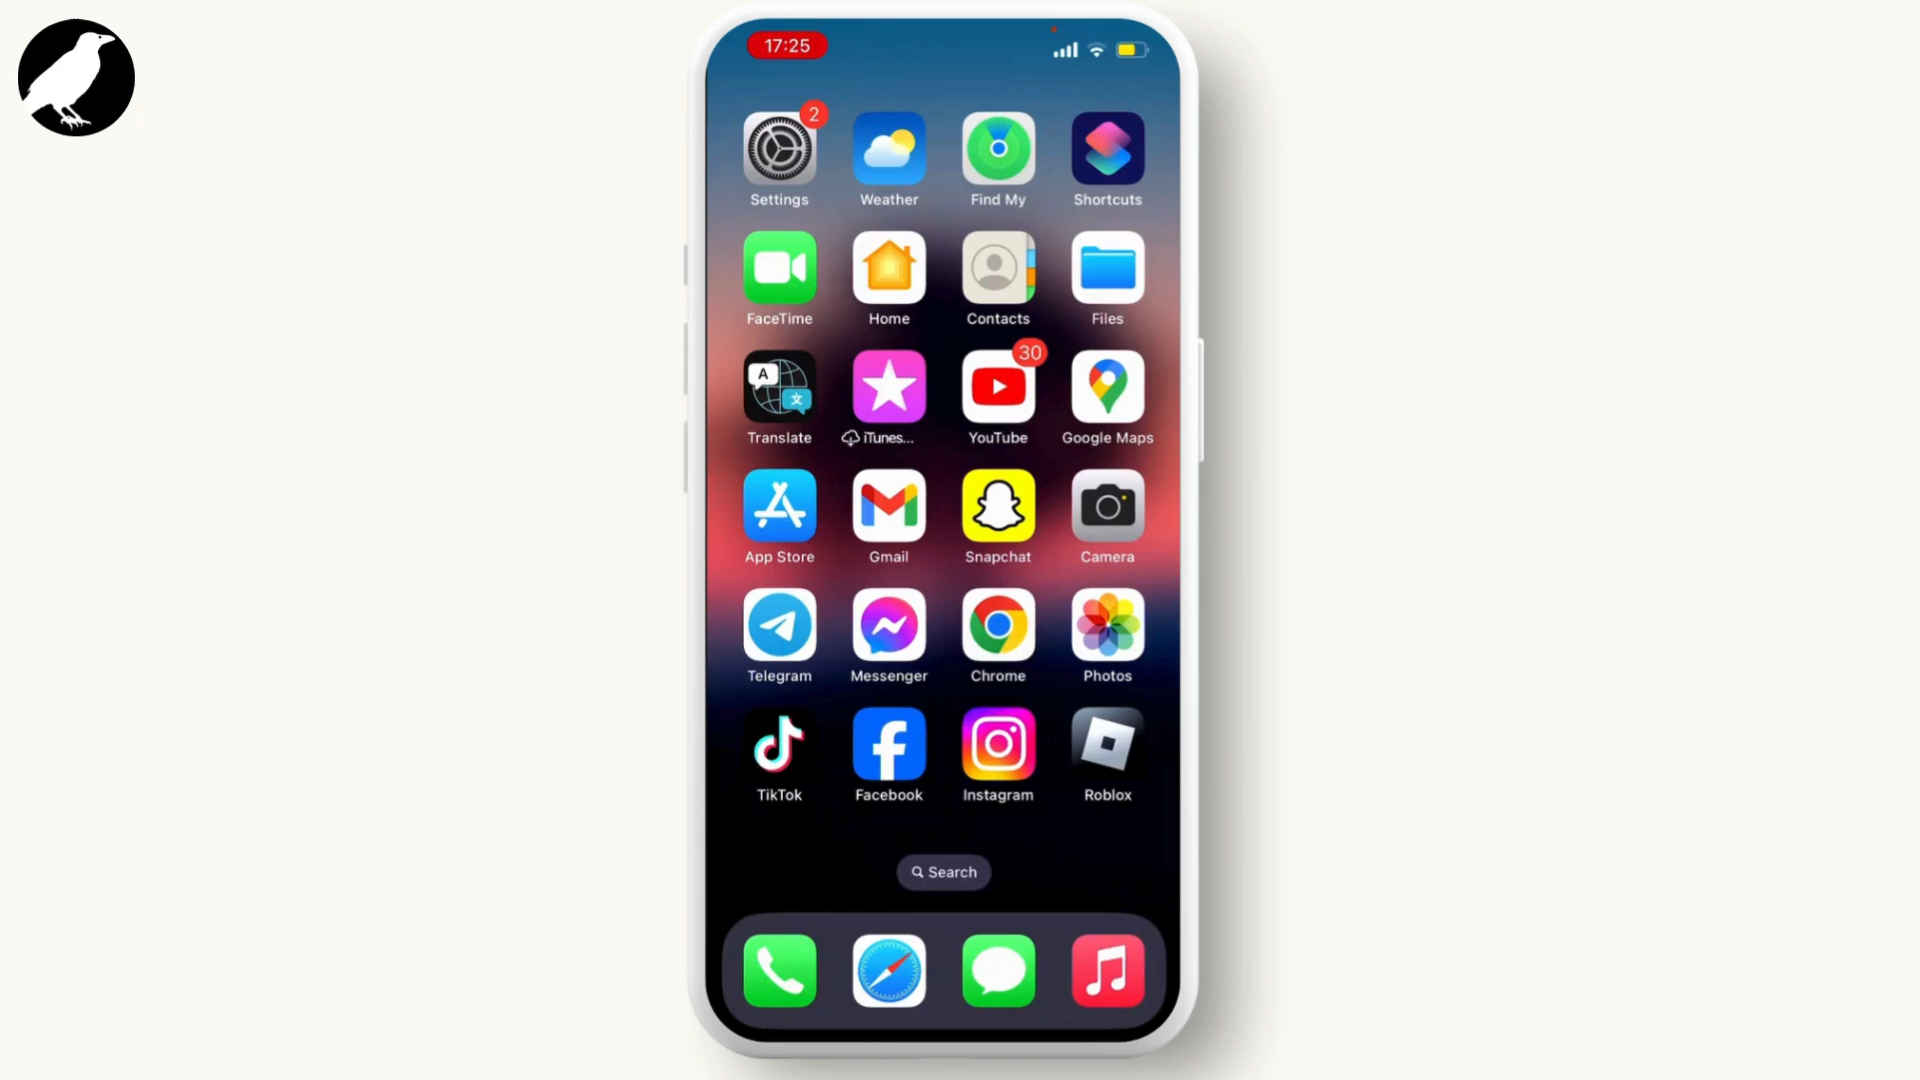 17:25
2
Settings Weather Find My Shortcuts
FaceTime Home Contacts Files
30
A 文
Translate iTunes... YouTube Google Maps
App Store Gmail Snapchat Camera
Telegram Messenger Chrome Photos
TikTok Facebook Instagram Roblox
Search